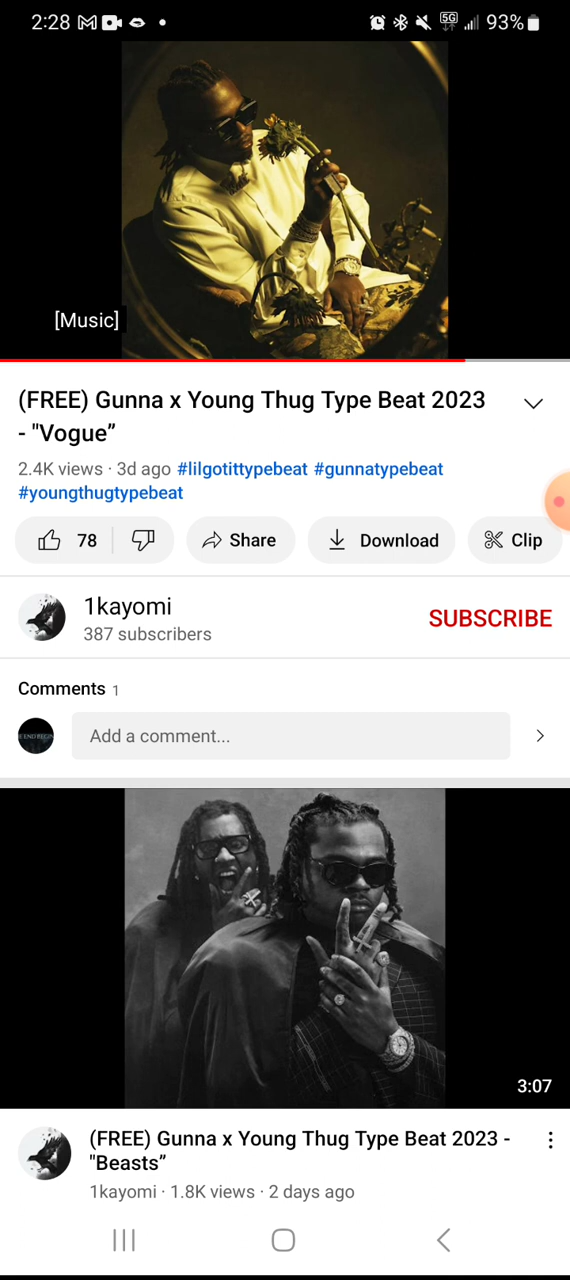 2:28
5G
93%
[Music]
(FREE) Gunna x Young Thug Type Beat 2023
- "Vogue”
2.4K views · 3d ago #lilgotittypebeat #gunnatypebeat
#youngthugtypebeat
78
Share
Download
Clip
1kayomi
387 subscribers
SUBSCRIBE
Comments 1
Add a comment...
3:07
(FREE) Gunna x Young Thug Type Beat 2023 -
"Beasts”
1kayomi · 1.8K views · 2 days ago